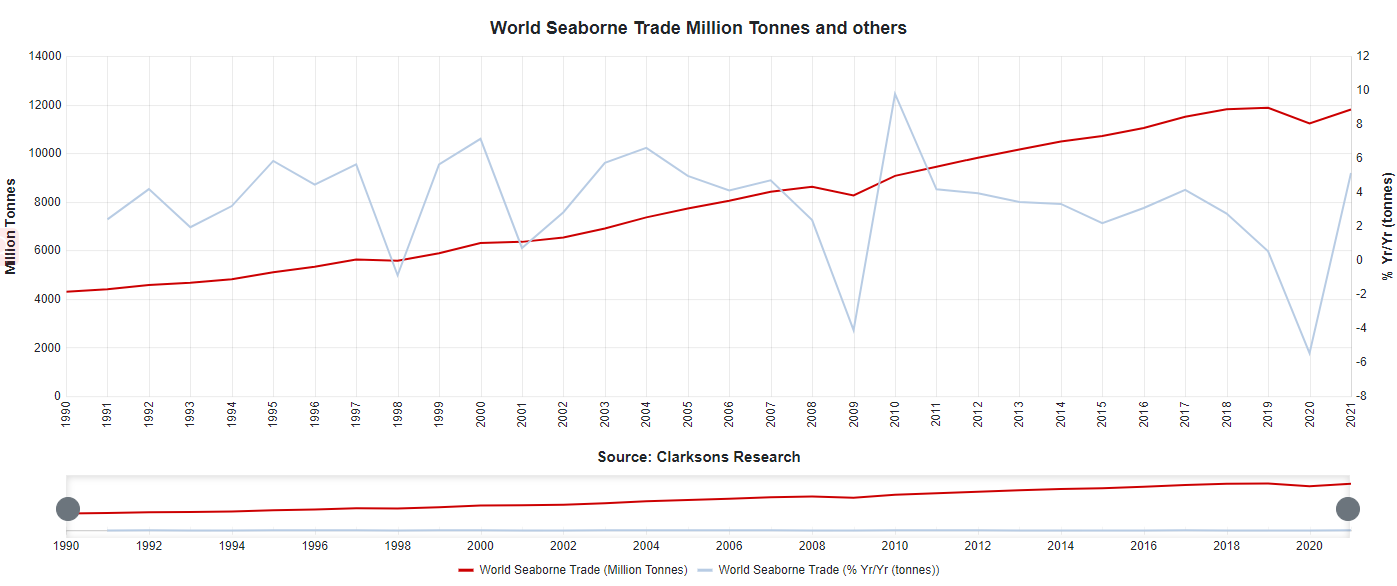 World Seaborne Trade Million Tonnes and others
14000
12000
10000
8000
6000
4000
2000
0
Million Tonnes
12
10
8
6
4
2
0
-2
-4
-6
-8
% Yr/Yr (tonnes)
1990 1991 1992 1993 1994 1995 1996 1997 1998 1999 2000 2001 2002 2003 2004 2005 2006 2007 2008 2009 2010 2011 2012 2013 2014 2015 2016 2017 2018 2019 2020 2021
Source: Clarksons Research
1990 1992 1994 1996 1998 2000 2002 2004 2006 2008 2010 2012 2014 2016 2018 2020
World Seaborne Trade (Million Tonnes) World Seaborne Trade (% Yr/Yr (tonnes))